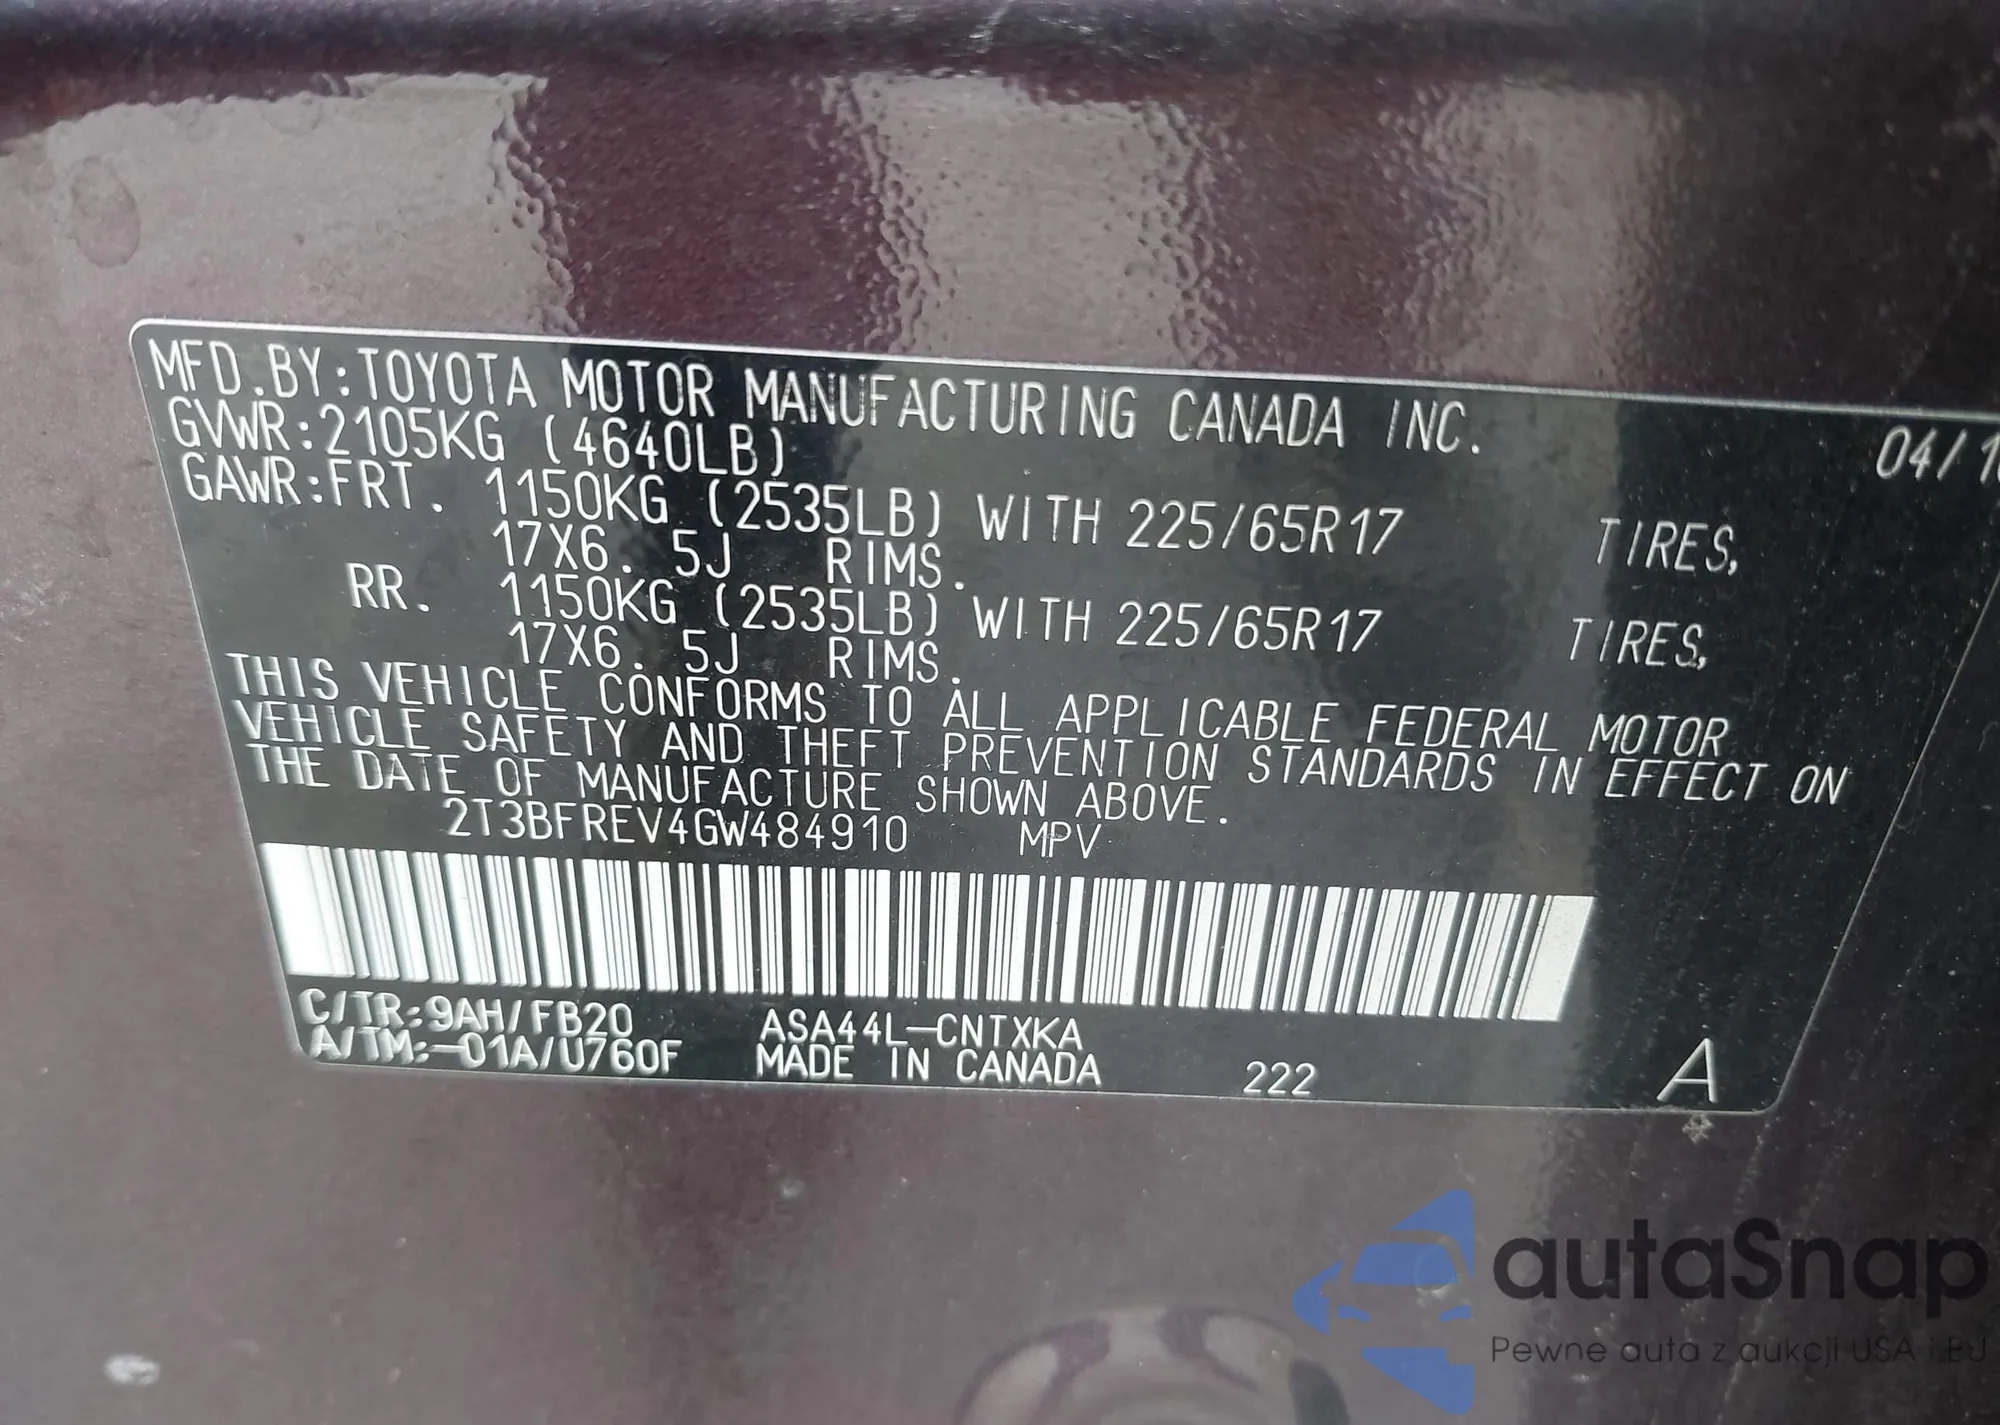 MFD.BY:TOYOTA MOTOR MANUFACTURING CANADA INC.
GVWR:2105KG (4640LB) 04/1
GAWR:FRT. 1150KG (2535LB) WITH 225/65R17 TIRES,
17X6.5J RIMS.
RR. 1150KG (2535LB) WITH 225/65R17 TIRES,
17X6.5J RIMS.
THIS VEHICLE CONFORMS TO ALL APPLICABLE FEDERAL MOTOR
VEHICLE SAFETY AND THEFT PREVENTION STANDARDS IN EFFECT ON
THE DATE OF MANUFACTURE SHOWN ABOVE.
2T3BFREV4GW484910 MPV
C/TR:9AH/FB20 ASA44L-CNTXKA
A/TM:-01A/U760F MADE IN CANADA 222 A
autaSnap
Pewne auta z aukcji USA i EU